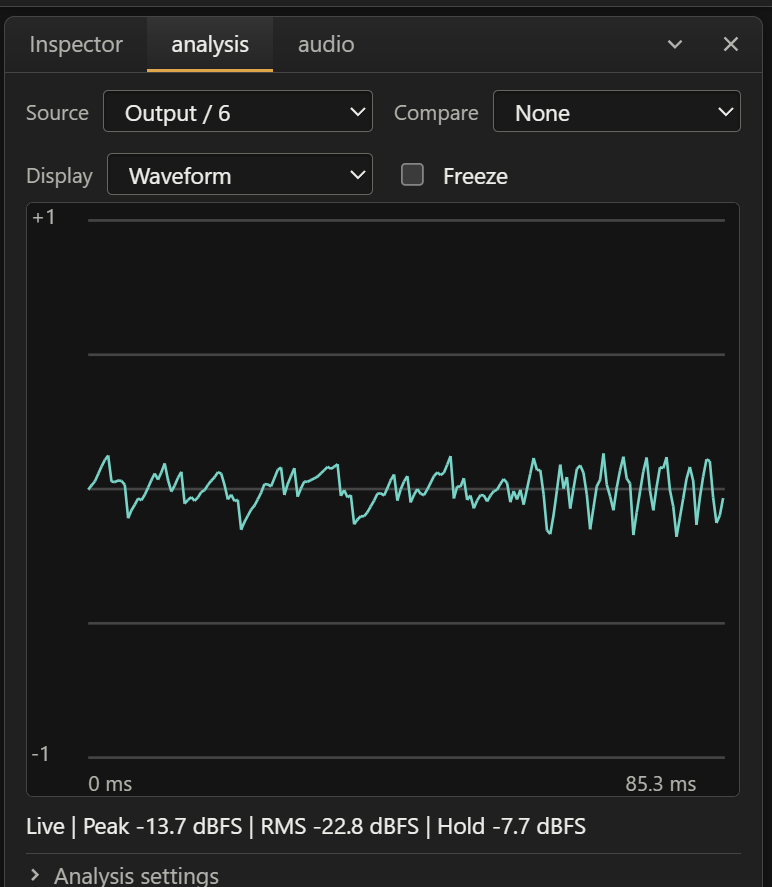 Inspector analysis audio
Source Output / 6 Compare None
Display Waveform Freeze
+1
-1
0 ms 85.3 ms
Live | Peak -13.7 dBFS | RMS -22.8 dBFS | Hold -7.7 dBFS
Analysis settings